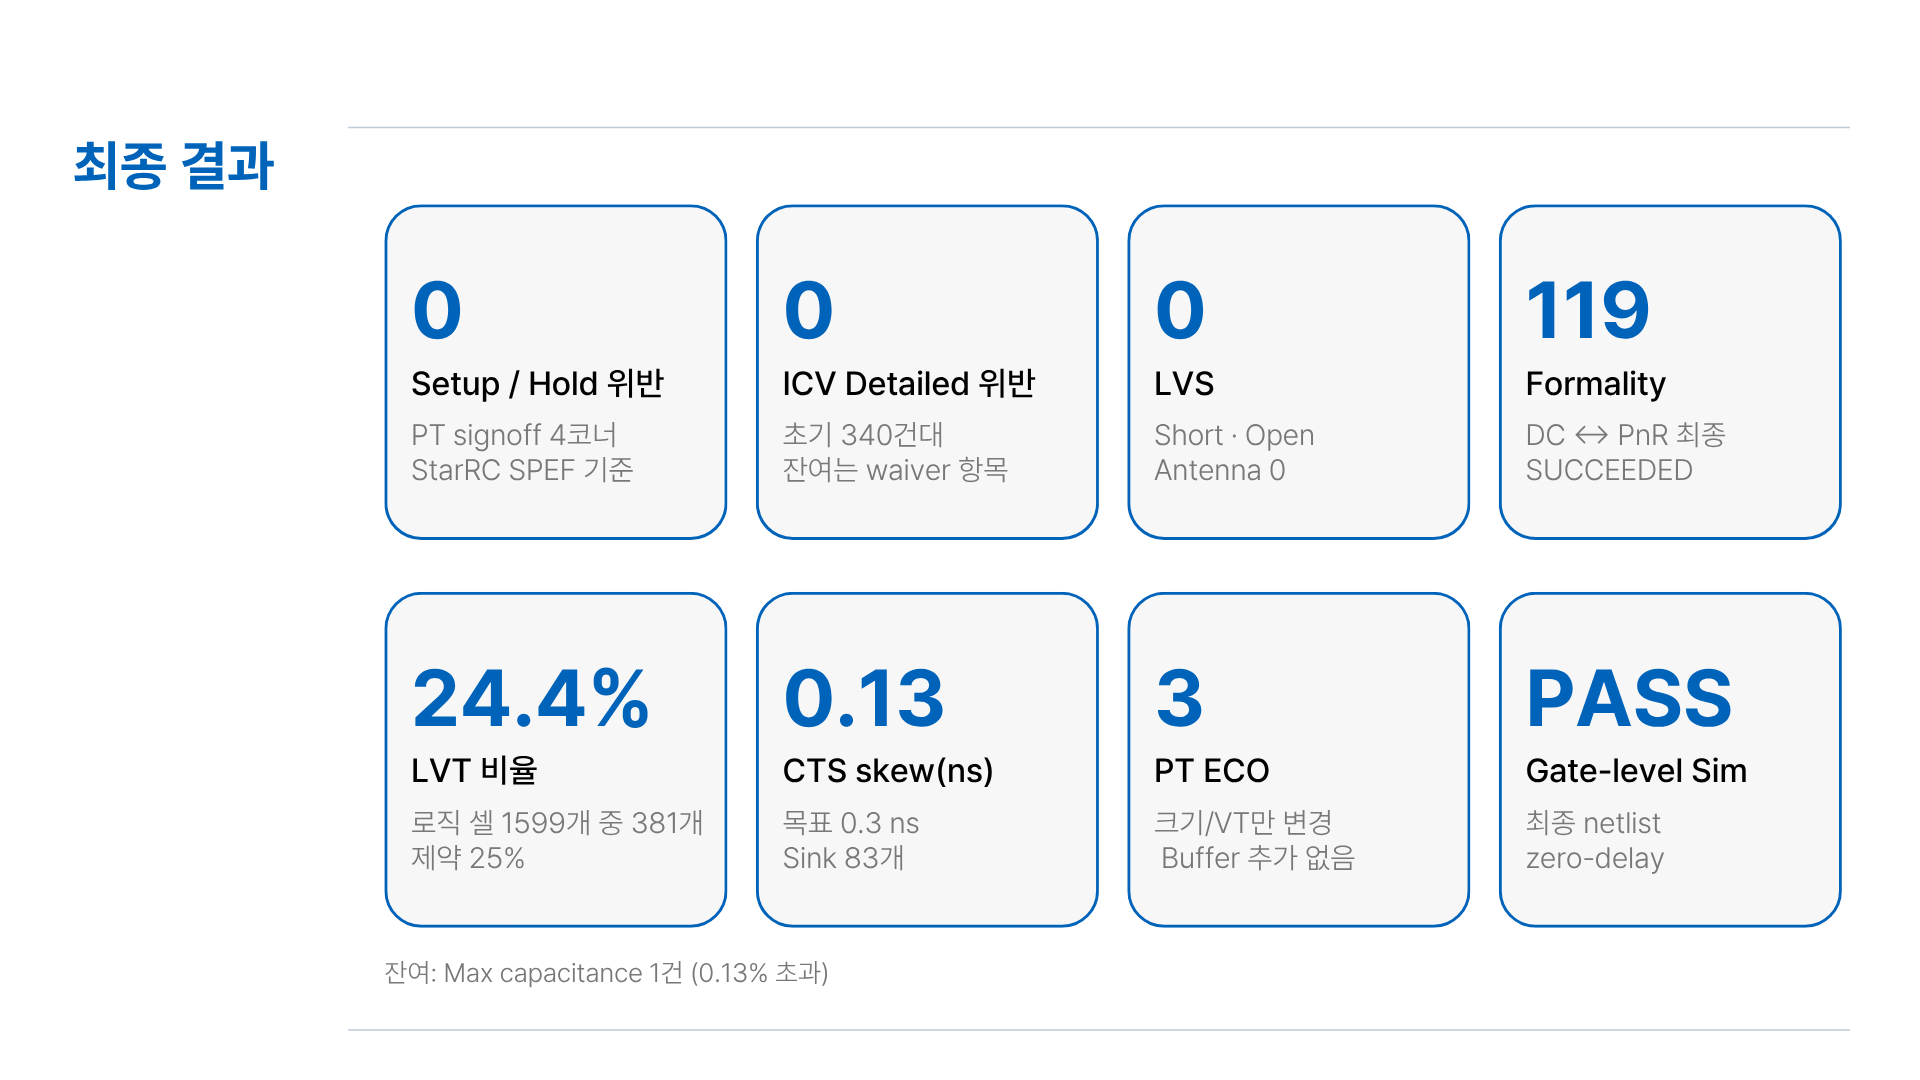 최종 결과
0
Setup / Hold 위반
PT signoff 4코너
StarRC SPEF 기준
0
ICV Detailed 위반
초기 340건대
잔여는 waiver 항목
0
LVS
Short · Open
Antenna 0
119
Formality
DC ↔ PnR 최종
SUCCEEDED
24.4%
LVT 비율
로직 셀 1599개 중 381개
제약 25%
0.13
CTS skew(ns)
목표 0.3 ns
Sink 83개
3
PT ECO
크기/VT만 변경
Buffer 추가 없음
PASS
Gate-level Sim
최종 netlist
zero-delay
잔여: Max capacitance 1건 (0.13% 초과)